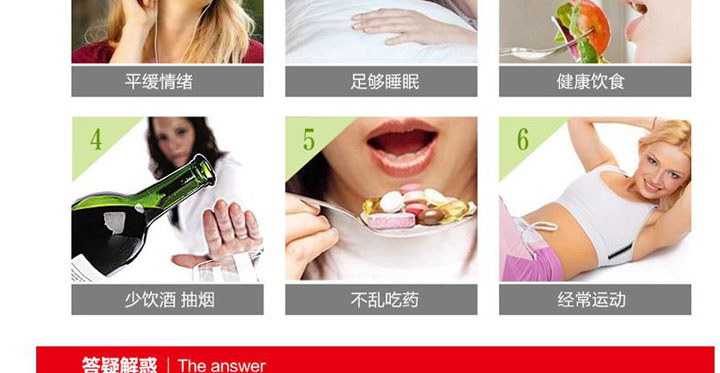 平缓情绪
足够睡眠
健康饮食
4
5
6
少饮酒 抽烟
不乱吃药
经常运动
答疑解惑 | The answer